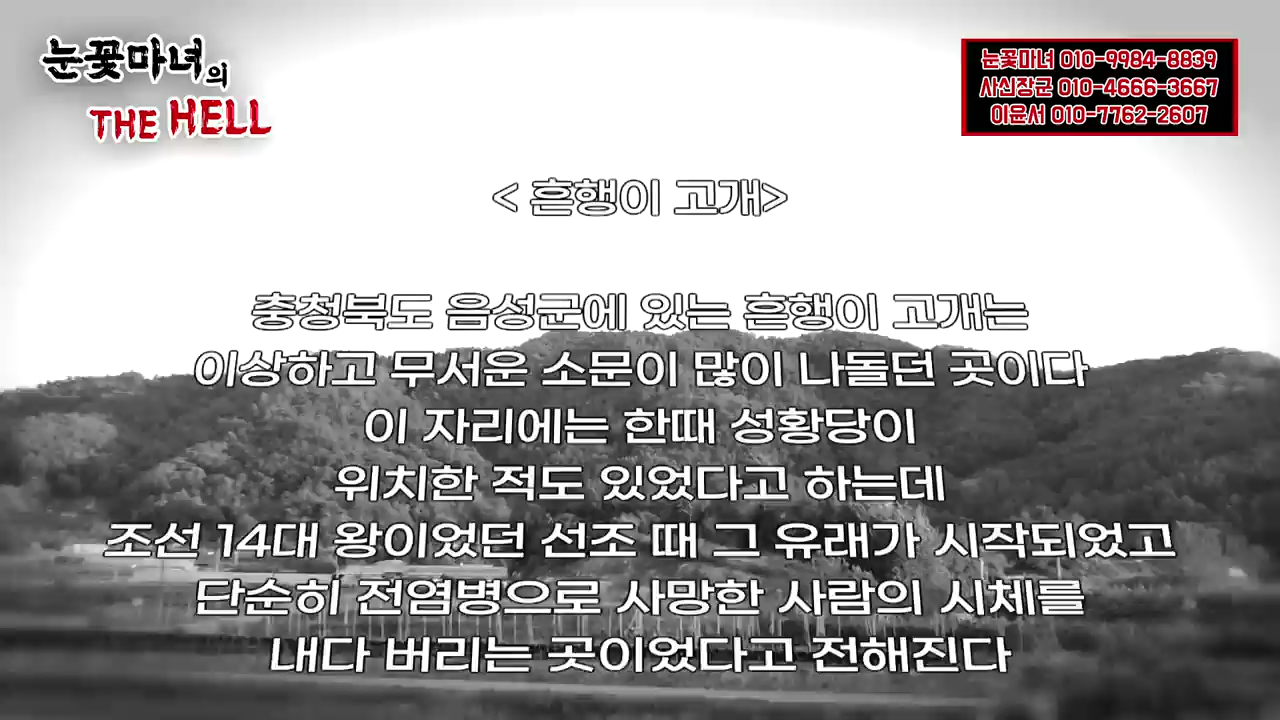 눈꽃마녀의
THE HELL
눈꽃마녀 010-9984-8839
사신장군 010-4666-3667
이윤서 010-7762-2607
< 흔행이 고개>
충청북도 음성군에 있는 흔행이 고개는
이상하고 무서운 소문이 많이 나돌던 곳이다
이 자리에는 한때 성황당이
위치한 적도 있었다고 하는데
조선 14대 왕이었던 선조 때 그 유래가 시작되었고
단순히 전염병으로 사망한 사람의 시체를
내다 버리는 곳이었다고 전해진다